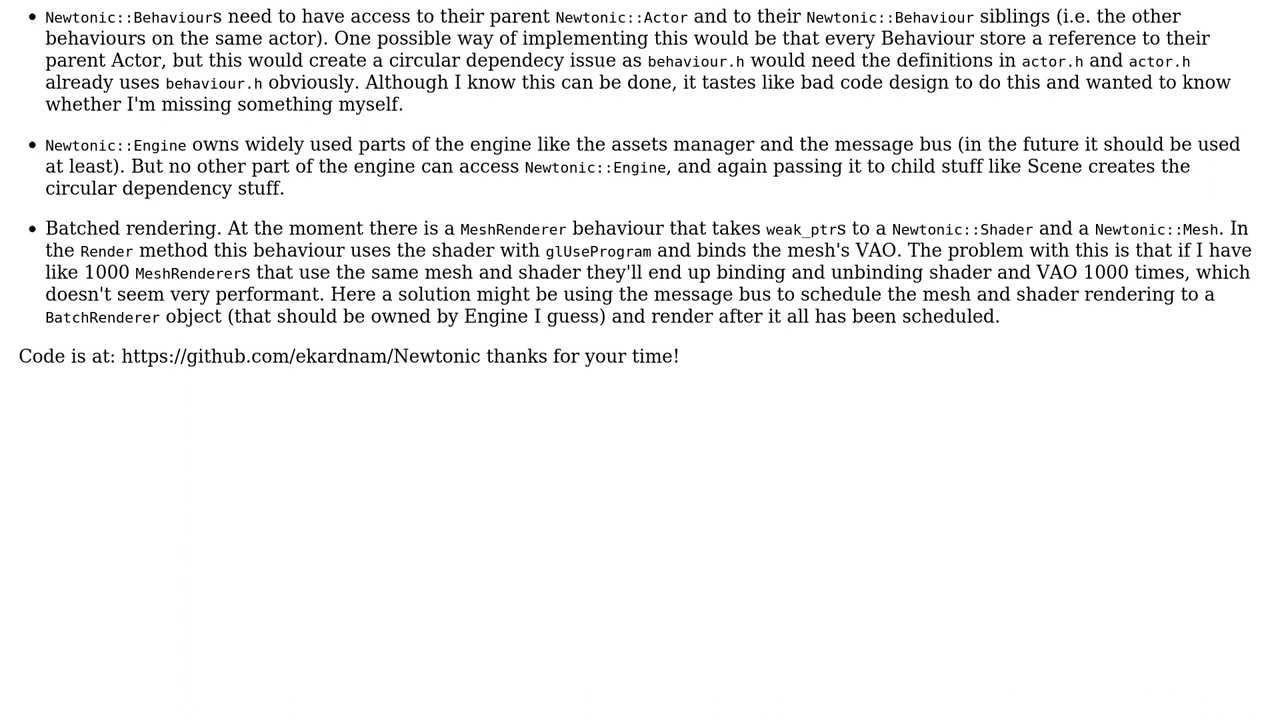 • Newtonic::Behaviours need to have access to their parent Newtonic::Actor and to their Newtonic::Behaviour siblings (i.e. the other
behaviours on the same actor). One possible way of implementing this would be that every Behaviour store a reference to their
parent Actor, but this would create a circular dependecy issue as behaviour.h would need the definitions in actor.h and actor.h
already uses behaviour.h obviously. Although I know this can be done, it tastes like bad code design to do this and wanted to know
whether I'm missing something myself.
• Newtonic::Engine owns widely used parts of the engine like the assets manager and the message bus (in the future it should be used
at least). But no other part of the engine can access Newtonic::Engine, and again passing it to child stuff like Scene creates the
circular dependency stuff.
• Batched rendering. At the moment there is a MeshRenderer behaviour that takes weak_ptrs to a Newtonic::Shader and a Newtonic::Mesh. In
the Render method this behaviour uses the shader with glUseProgram and binds the mesh's VAO. The problem with this is that if I have
like 1000 MeshRenderers that use the same mesh and shader they'll end up binding and unbinding shader and VAO 1000 times, which
doesn't seem very performant. Here a solution might be using the message bus to schedule the mesh and shader rendering to a
BatchRenderer object (that should be owned by Engine I guess) and render after it all has been scheduled.
Code is at: https://github.com/ekardnam/Newtonic thanks for your time!